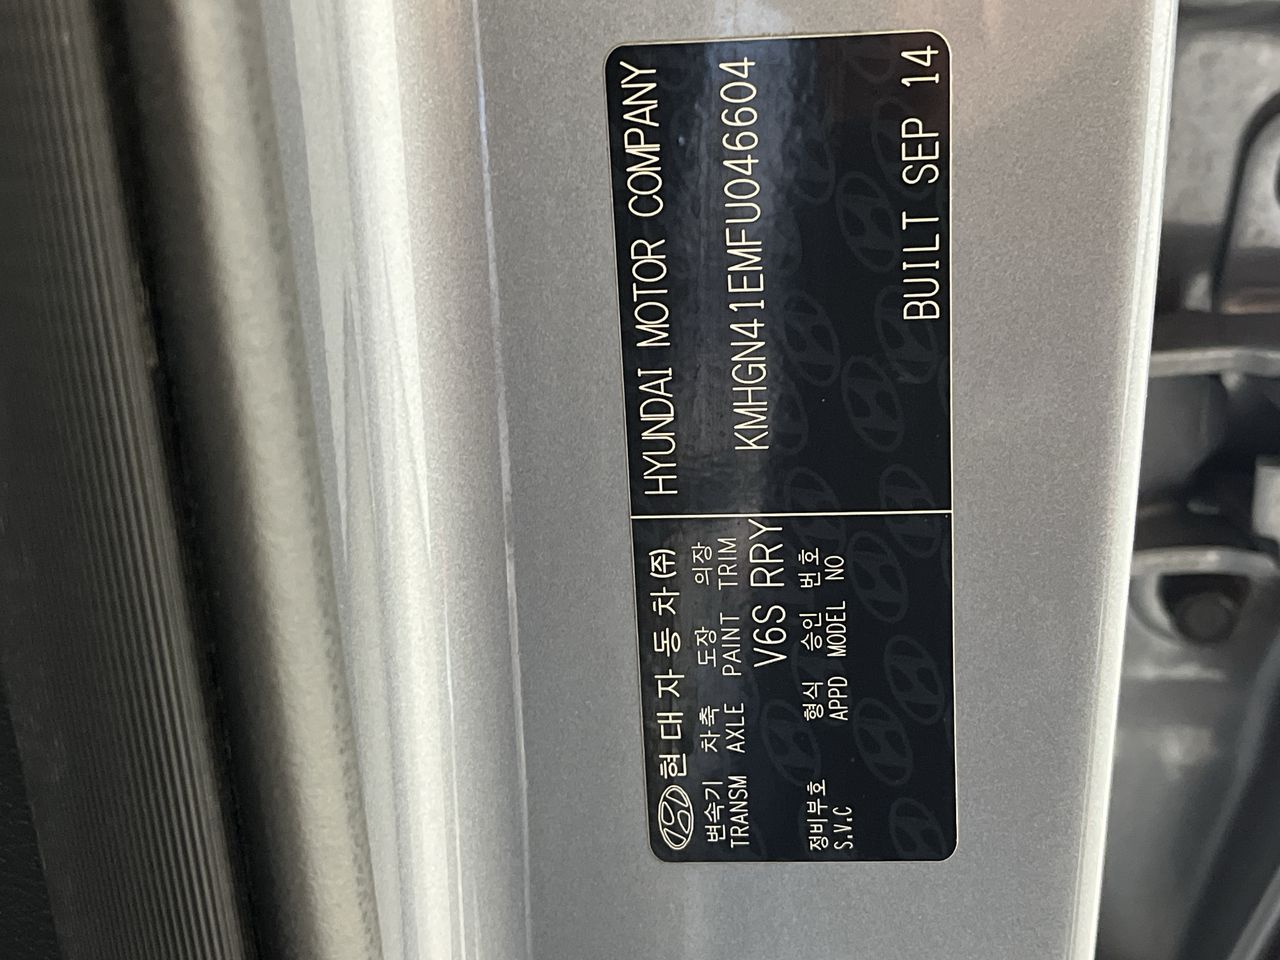 현대자동차(주)
HYUNDAI MOTOR COMPANY
변속기 차축 도장 의장
TRANSM AXLE PAINT TRIM
KMHGN41EMFU046604
V6S RRY
정비부호 형식 승인 번호
S.V.C APPD MODEL NO
BUILT SEP 14